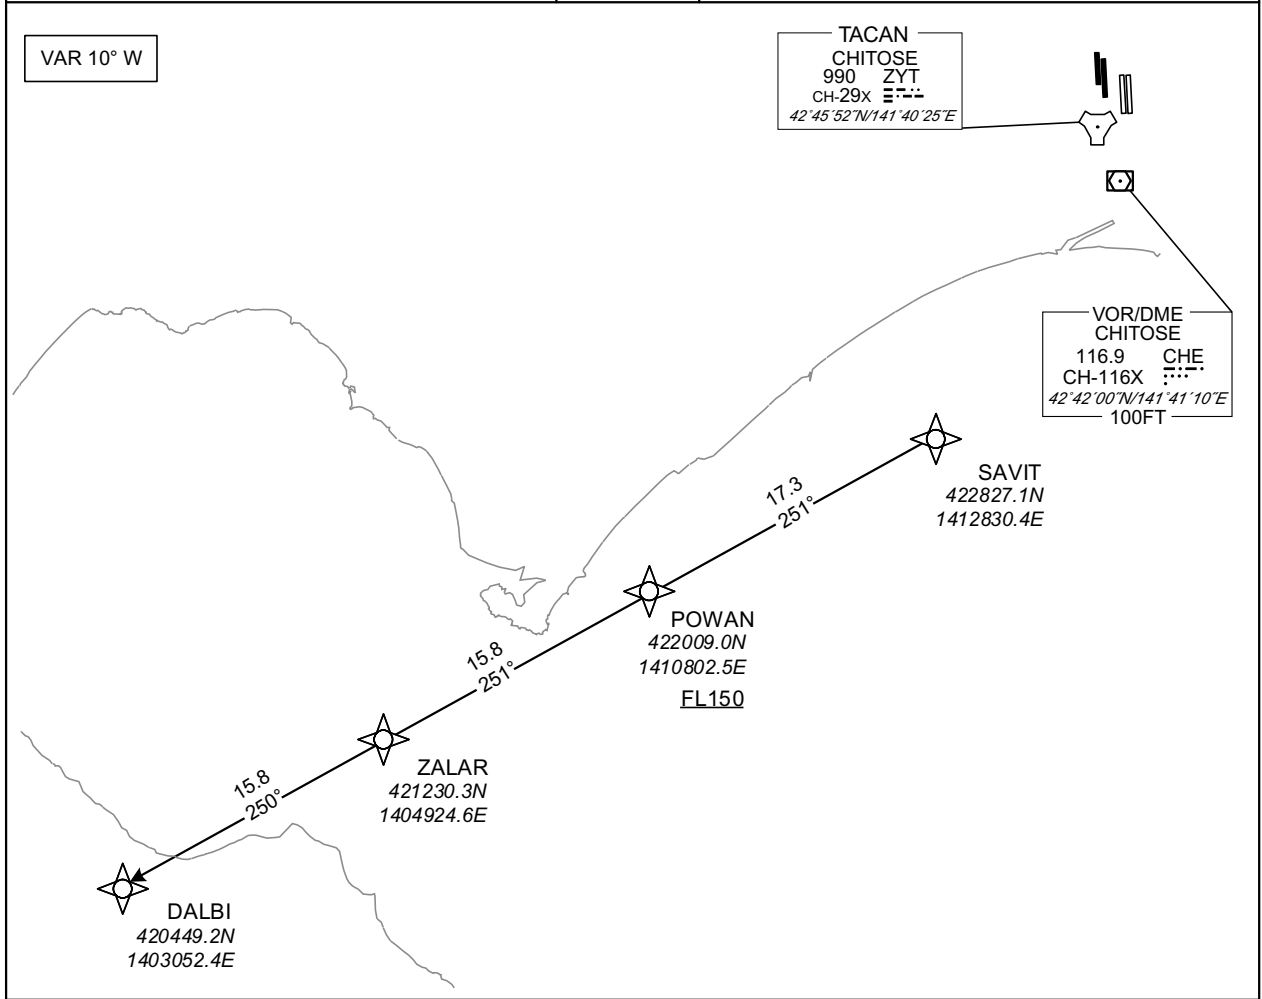 VAR 10° W
TACAN
CHITOSE
990 ZYT
CH-29X
42°45′52″N/141°40′25″E
VOR/DME
CHITOSE
116.9 CHE
CH-116X
42°42′00″N/141°41′10″E
100FT
SAVIT
422827.1N
1412830.4E
17.3
251°
POWAN
422009.0N
1410802.5E
FL150
15.8
251°
ZALAR
421230.3N
1404924.6E
15.8
250°
DALBI
420449.2N
1403052.4E